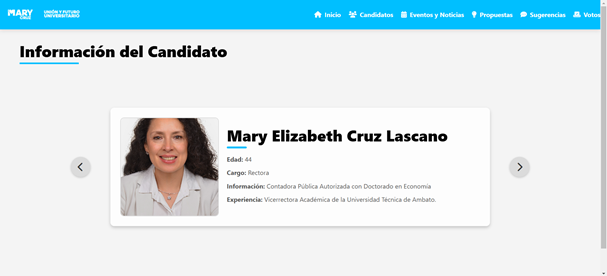 MARY CRUZ
UNIÓN Y FUTURO UNIVERSITARIO
Inicio Candidatos Eventos y Noticias Propuestas Sugerencias Votos
Información del Candidato
Mary Elizabeth Cruz Lascano
Edad: 44
Cargo: Rectora
Información: Contadora Pública Autorizada con Doctorado en Economía
Experiencia: Vicerrectora Académica de la Universidad Técnica de Ambato.